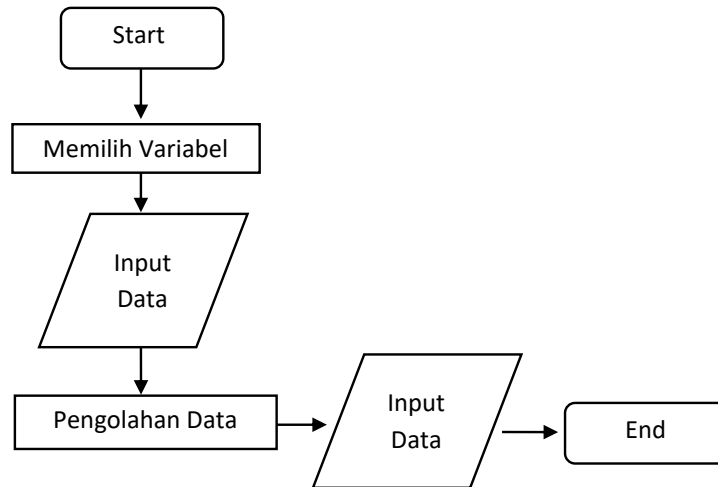 Start
Memilih Variabel
Input
Data
Pengolahan Data
Input
Data
End